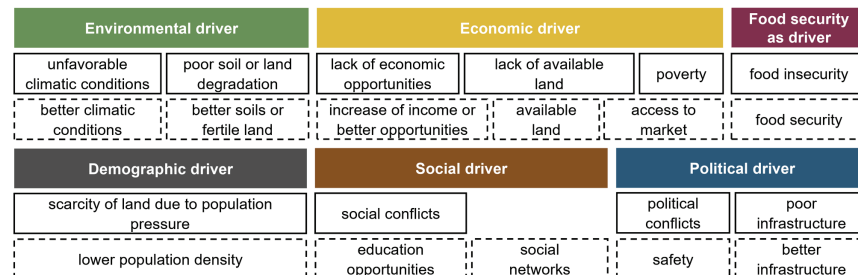 Environmental driver
Economic driver
Food security
as driver
unfavorable
climatic conditions
poor soil or land
degradation
lack of economic
opportunities
lack of available
land
poverty
food insecurity
better climatic
conditions
better soils or
fertile land
increase of income or
better opportunities
available
land
access to
market
food security
Demographic driver
Social driver
Political driver
scarcity of land due to population
pressure
social conflicts
political
conflicts
poor
infrastructure
lower population density
education
opportunities
social
networks
safety
better
infrastructure